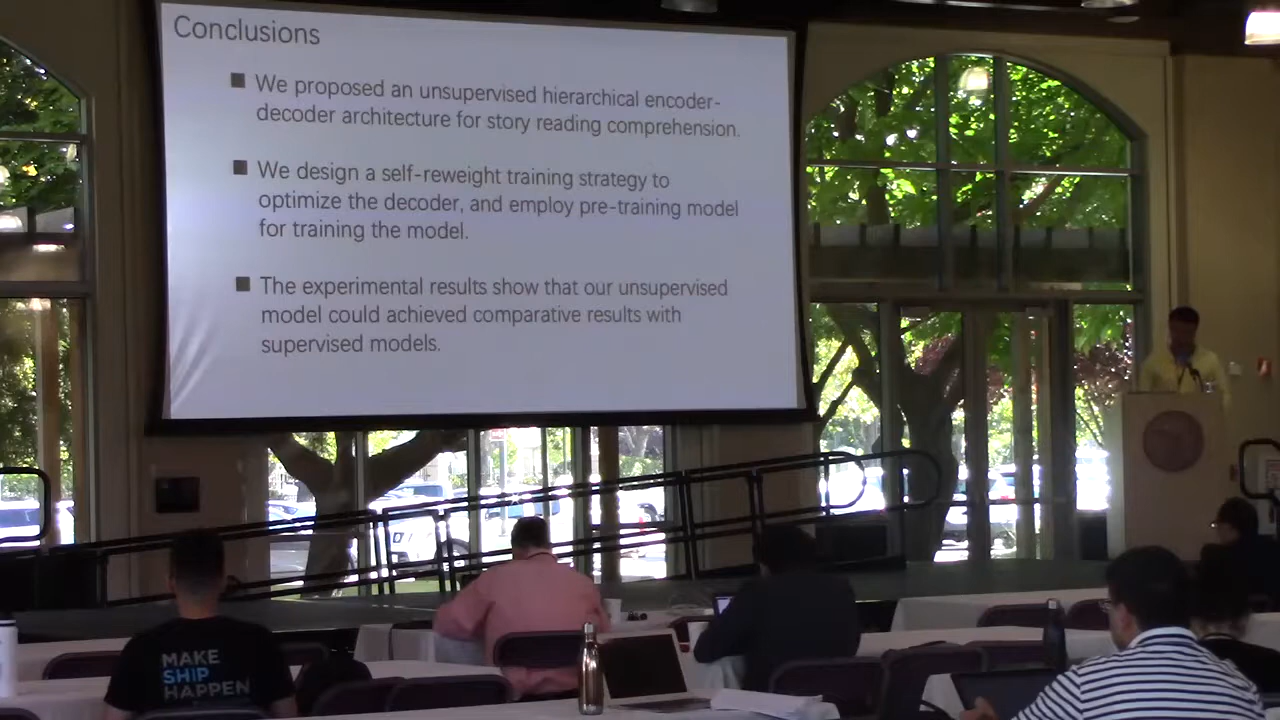 Conclusions
We proposed an unsupervised hierarchical encoder-
decoder architecture for story reading comprehension.
We design a self-reweight training strategy to
optimize the decoder, and employ pre-training model
for training the model.
The experimental results show that our unsupervised
model could achieved comparative results with
supervised models.
MAKE
SHIP
HAPPEN